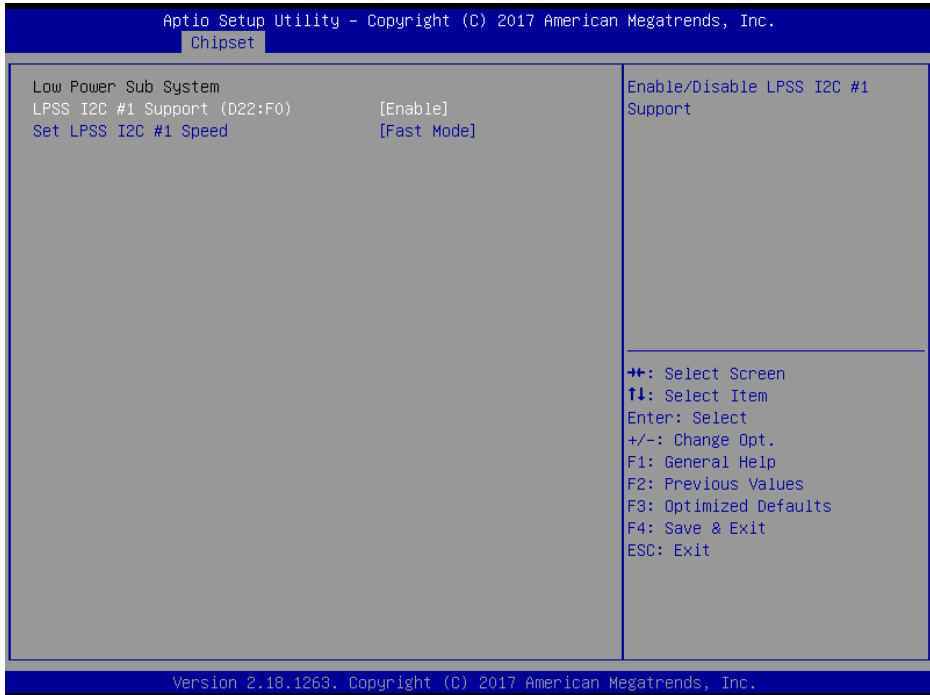 Aptio Setup Utility – Copyright (C) 2017 American Megatrends, Inc.
Chipset
Low Power Sub System
LPSS I2C #1 Support (D22:F0) [Enable]
Set LPSS I2C #1 Speed [Fast Mode]
Enable/Disable LPSS I2C #1
Support
→←: Select Screen
↑↓: Select Item
Enter: Select
+/-: Change Opt.
F1: General Help
F2: Previous Values
F3: Optimized Defaults
F4: Save & Exit
ESC: Exit
Version 2.18.1263. Copyright (C) 2017 American Megatrends, Inc.